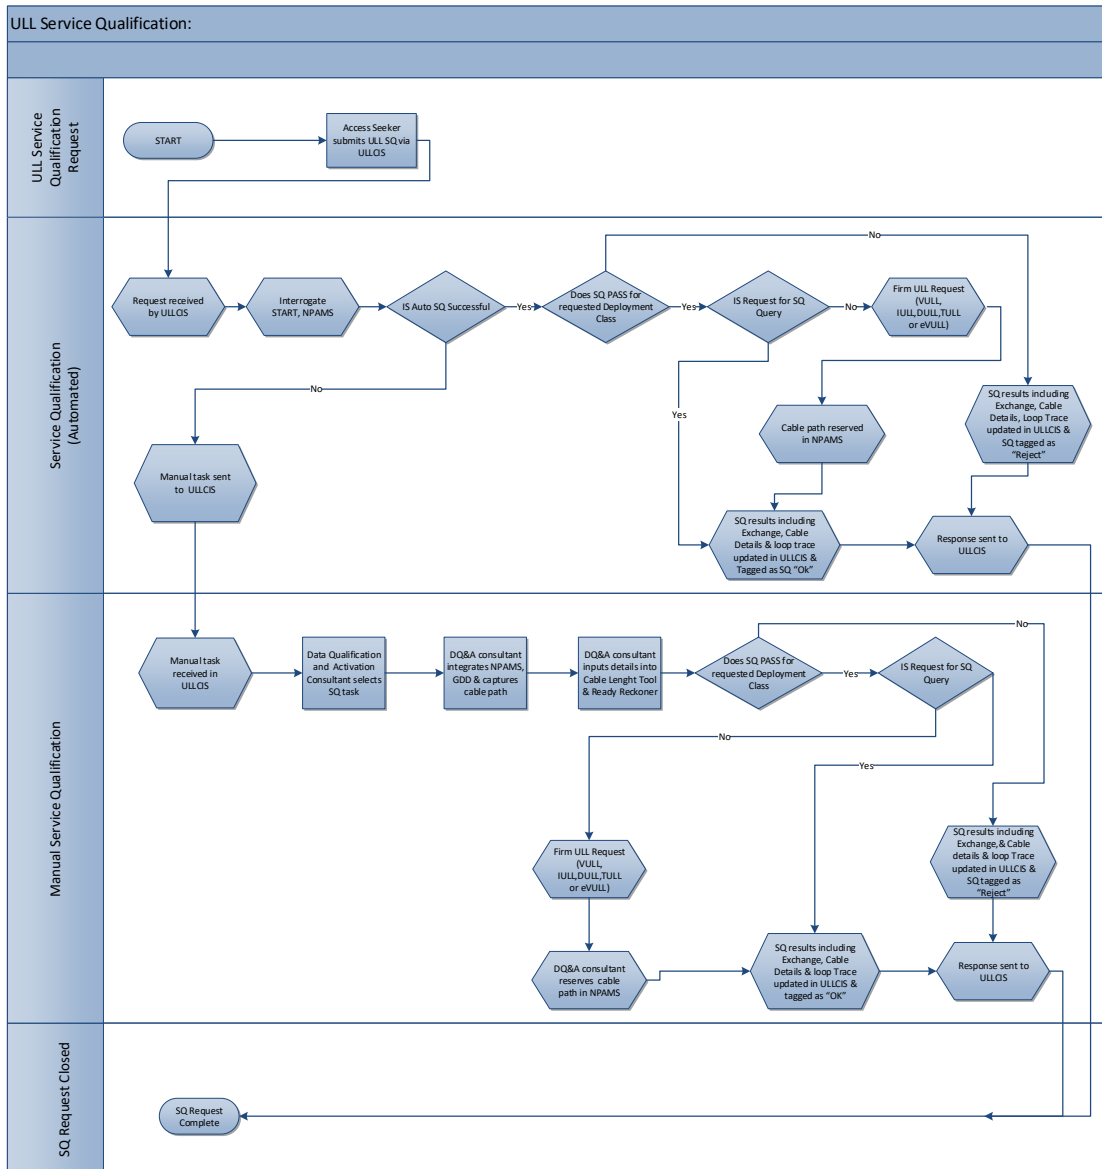 ULL Service Qualification:
ULL Service
Qualification
Request
START
Access Seeker
submits ULL SQ via
ULLCIS
Service Qualification
(Automated)
No
Request received
by ULLCIS
Interrogate
START, NPAMS
IS Auto SQ Successful
Yes
Does SQ PASS for
requested Deployment
Class
Yes
IS Request for SQ
Query
No
Firm ULL Request
(VULL,
IULL,DULL,TULL
or eVULL)
No
Yes
Cable path reserved
in NPAMS
SQ results including
Exchange, Cable
Details, Loop Trace
updated in ULLCIS &
SQ tagged as
“Reject”
Manual task sent
to ULLCIS
SQ results including
Exchange, Cable
Details & loop trace
updated in ULLCIS &
Tagged as SQ “Ok”
Response sent to
ULLCIS
Manual Service Qualification
No
Manual task
received in
ULLCIS
Data Qualification
and Activation
Consultant selects
SQ task
DQ&A consultant
integrates NPAMS,
GDD & captures
cable path
DQ&A consultant
inputs details into
Cable Lenght Tool
& Ready Reckoner
Does SQ PASS for
requested Deployment
Class
Yes
IS Request for SQ
Query
No
Yes
Firm ULL Request
(VULL,
IULL,DULL,TULL
or eVULL)
SQ results including
Exchange,& Cable
details & loop Trace
updated in ULLCIS &
SQ tagged as
“Reject”
DQ&A consultant
reserves cable
path in NPAMS
SQ results including
Exchange, Cable
Details & loop Trace
updated in ULLCIS &
tagged as “OK”
Response sent to
ULLCIS
SQ Request Closed
SQ Request
Complete